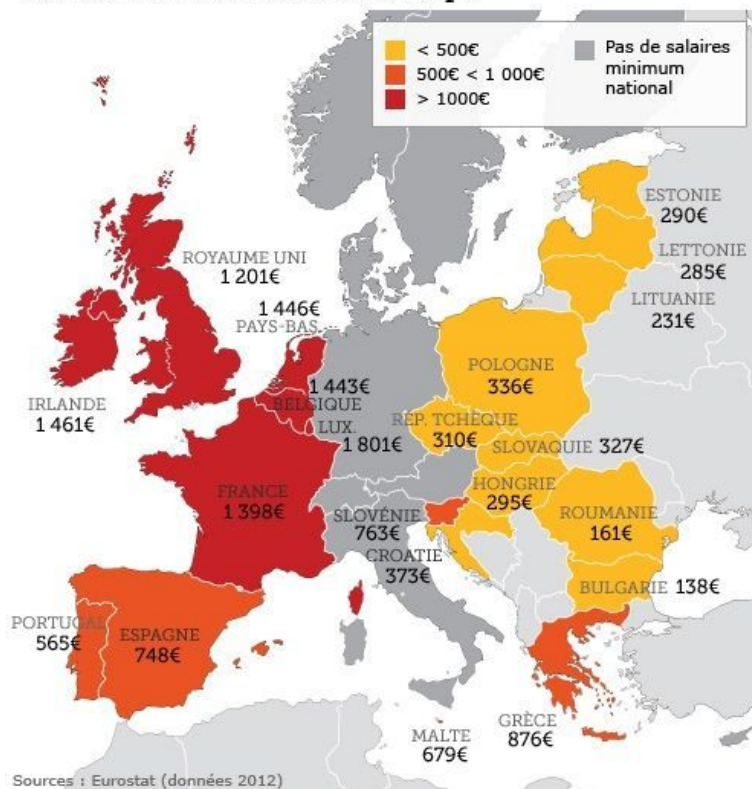 < 500€
500€ < 1 000€
> 1000€
Pas de salaires
minimum
national
ESTONIE
290€
LETTONIE
285€
LITUANIE
231€
ROYAUME UNI
1 201€
1 446€
PAYS-BAS
IRLANDE
1 461€
1 443€
BELGIQUE
LUX.
1 801€
POLOGNE
336€
RÉP. TCHÈQUE
310€
SLOVAQUIE 327€
HONGRIE
295€
FRANCE
1 398€
SLOVÉNIE
763€
CROATIE
373€
ROUMANIE
161€
BULGARIE 138€
PORTUGAL
565€
ESPAGNE
748€
MALTE
679€
GRÈCE
876€
Sources : Eurostat (données 2012)